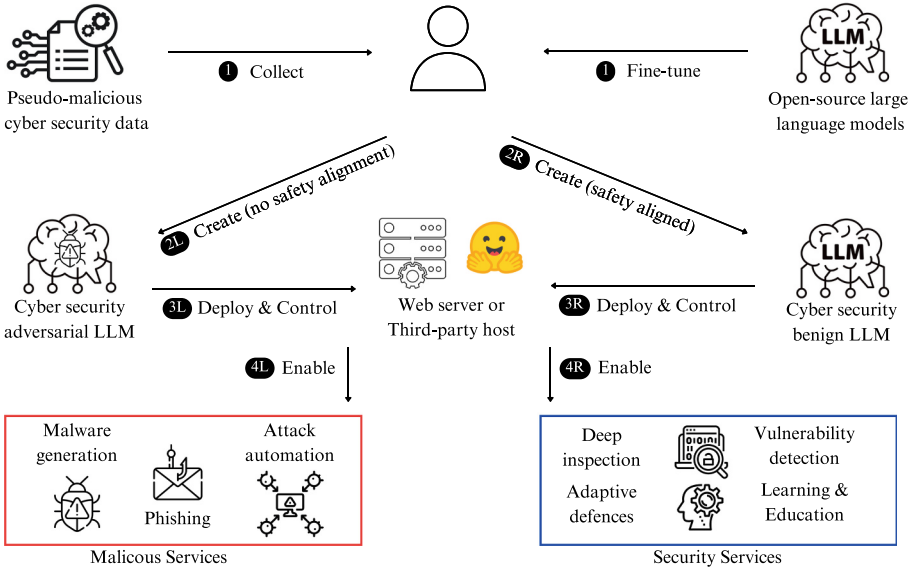 LLM
1 Collect
1 Fine-tune
Pseudo-malicious
cyber security data
Open-source large
language models
2L Create (no safety alignment)
2R Create (safety aligned)
LLM
Cyber security
adversarial LLM
3L Deploy & Control
Web server or
Third-party host
3R Deploy & Control
Cyber security
benign LLM
4L Enable
4R Enable
Malware
generation
Phishing
Attack
automation
Deep
inspection
Vulnerability
detection
Adaptive
defences
Learning &
Education
Malicous Services
Security Services